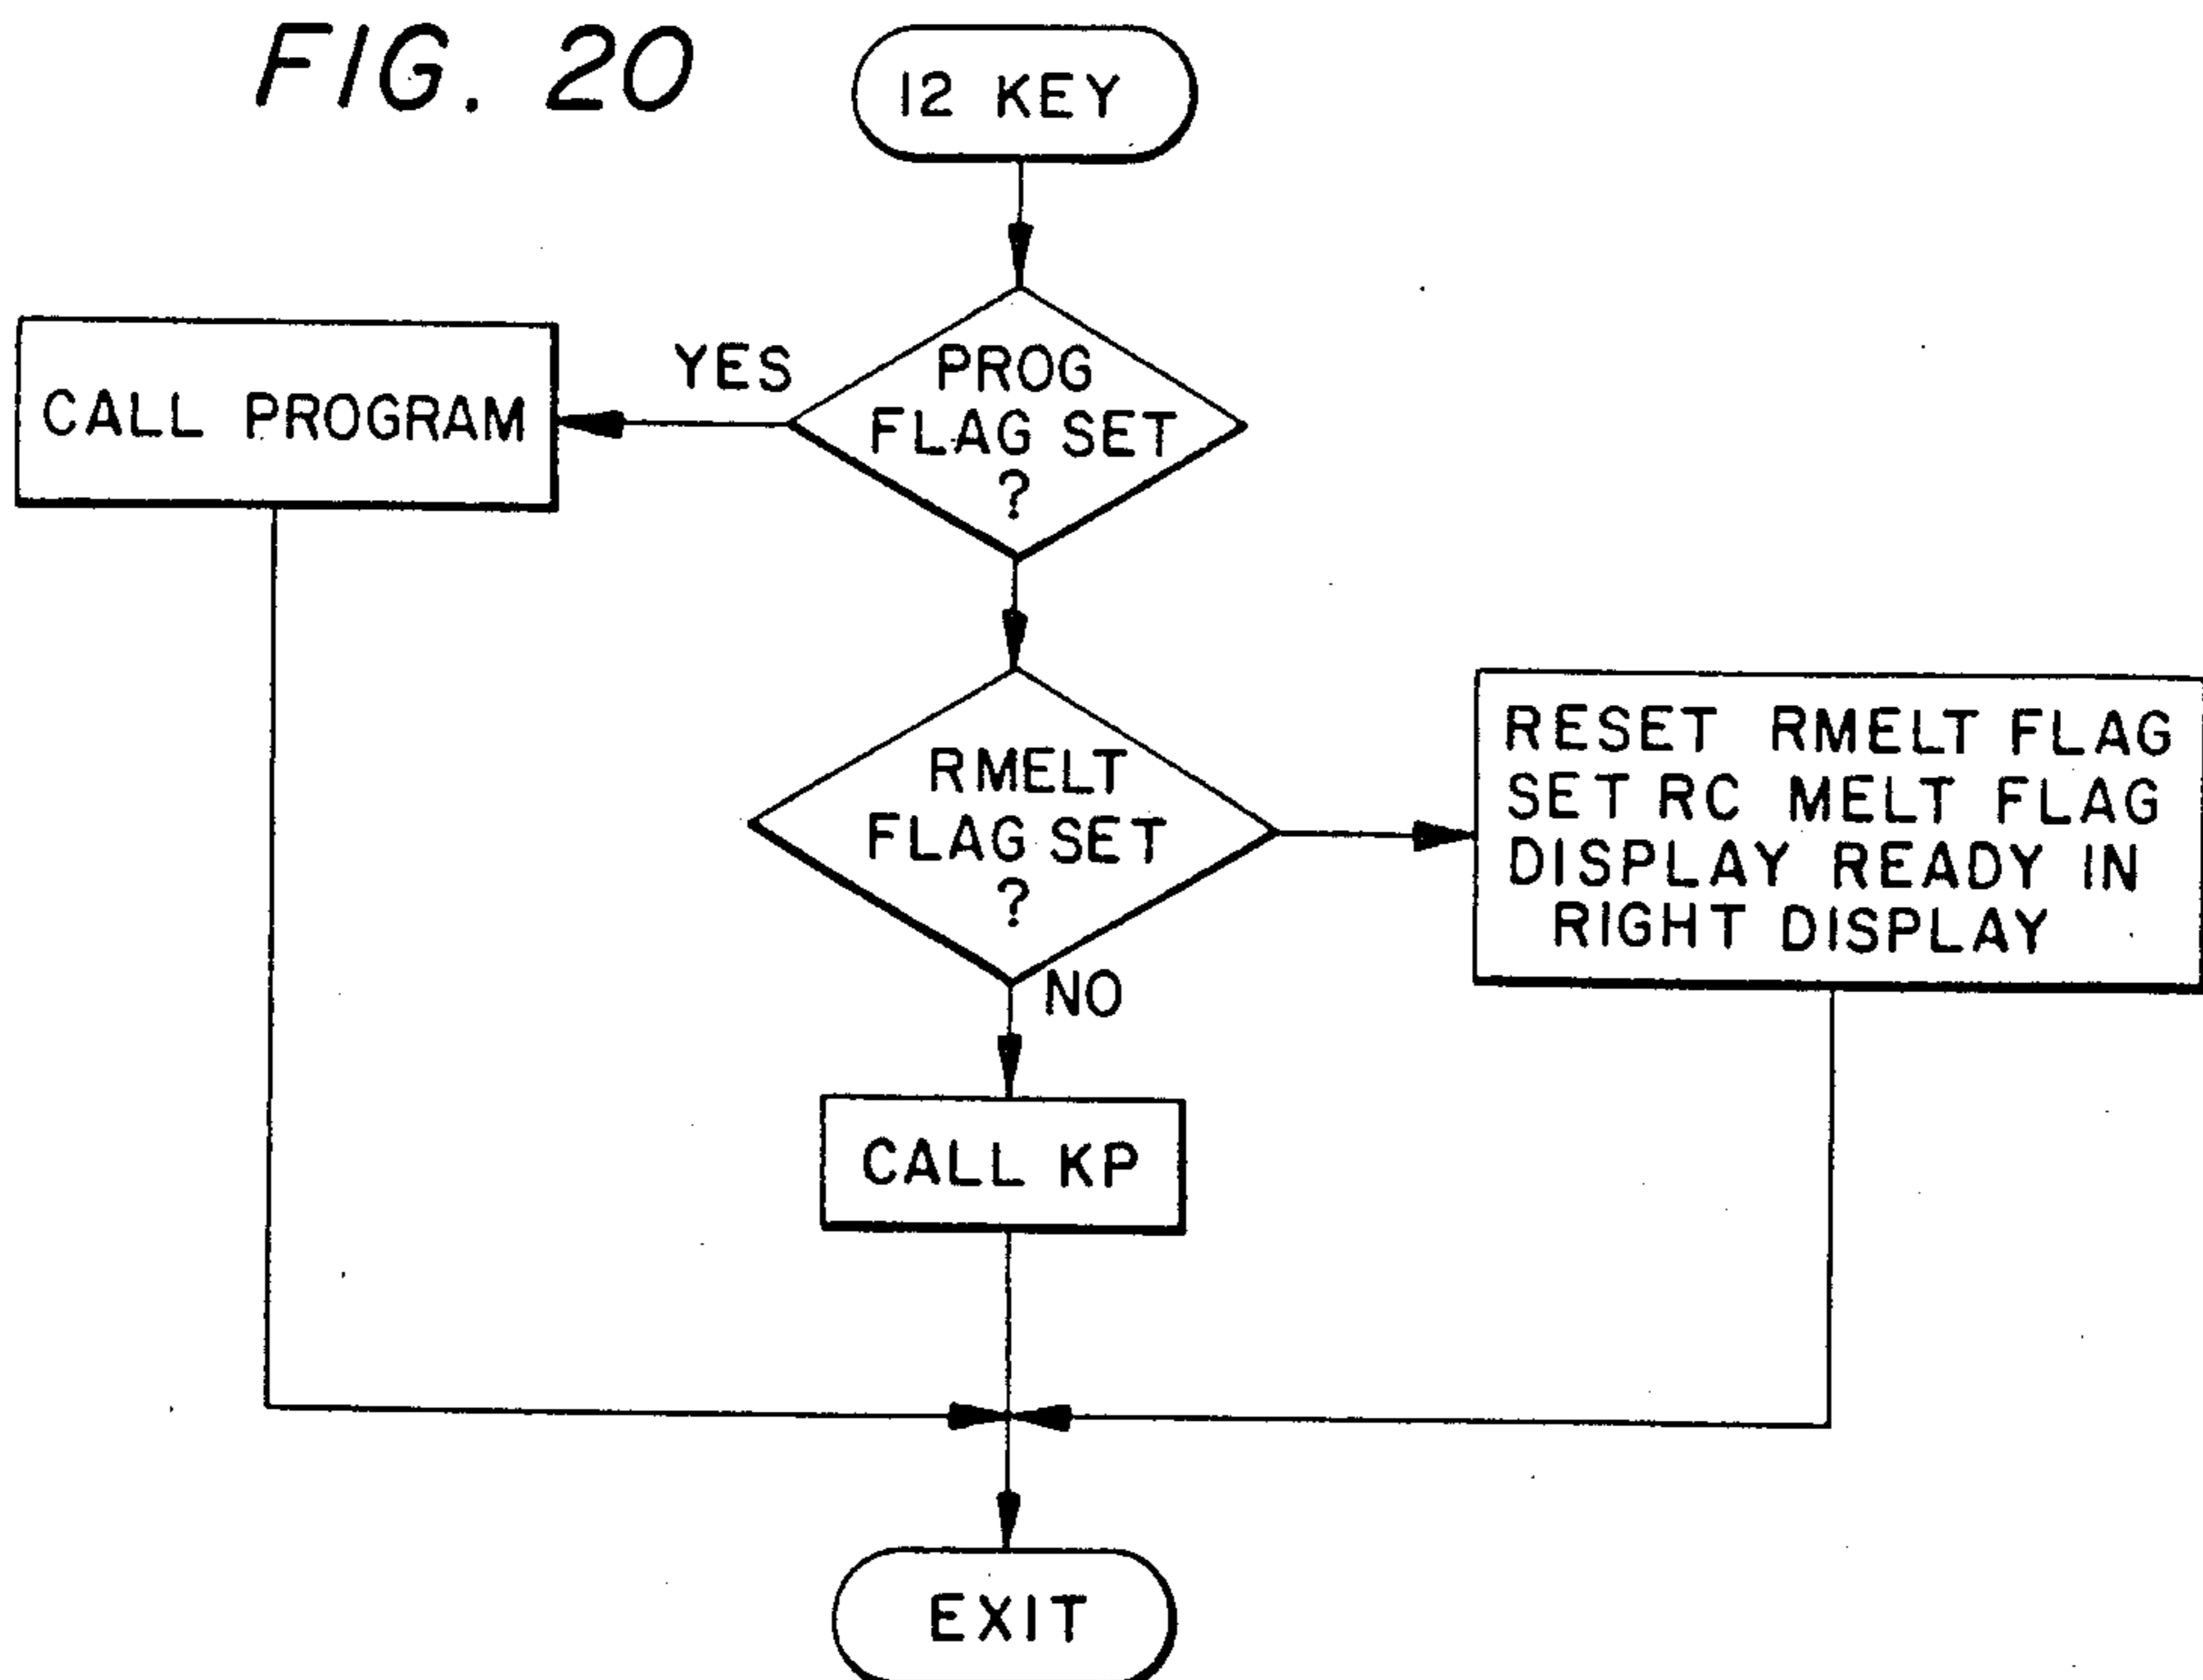 FIG. 20
12 KEY
PROG
FLAG SET
?
YES
CALL PROGRAM
RMELT
FLAG SET
?
RESET RMELT FLAG
SET RC MELT FLAG
DISPLAY READY IN
RIGHT DISPLAY
NO
CALL KP
EXIT